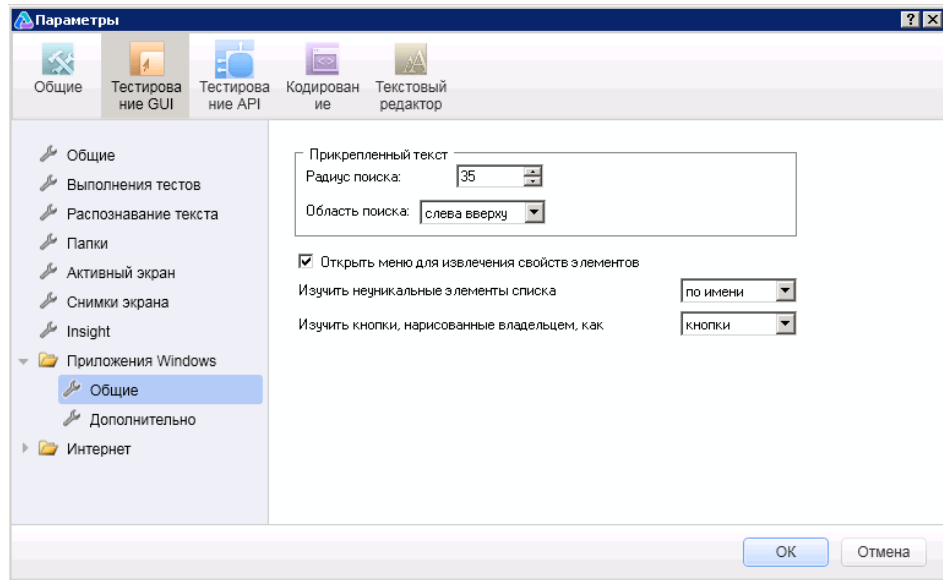 Параметры
Общие
Тестирова
ние GUI
Тестирова
ние API
Кодирован
ие
Текстовый
редактор
Общие
Выполнения тестов
Распознавание текста
Папки
Активный экран
Снимки экрана
Insight
Приложения Windows
Общие
Дополнительно
Интернет
Прикрепленный текст
Радиус поиска: 35
Область поиска: слева вверху
Открыть меню для извлечения свойств элементов
Изучить неуникальные элементы списка по имени
Изучить кнопки, нарисованные владельцем, как кнопки
ОК Отмена